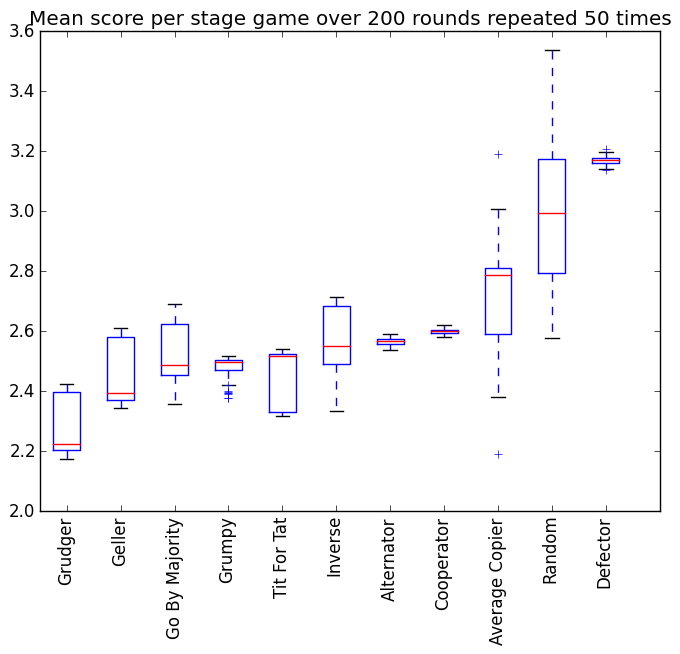 Mean score per stage game over 200 rounds repeated 50 times
3.6
3.4
3.2
3.0
2.8
2.6
2.4
2.2
2.0
Grudger
Geller
Go By Majority
Grumpy
Tit For Tat
Inverse
Alternator
Cooperator
Average Copier
Random
Defector